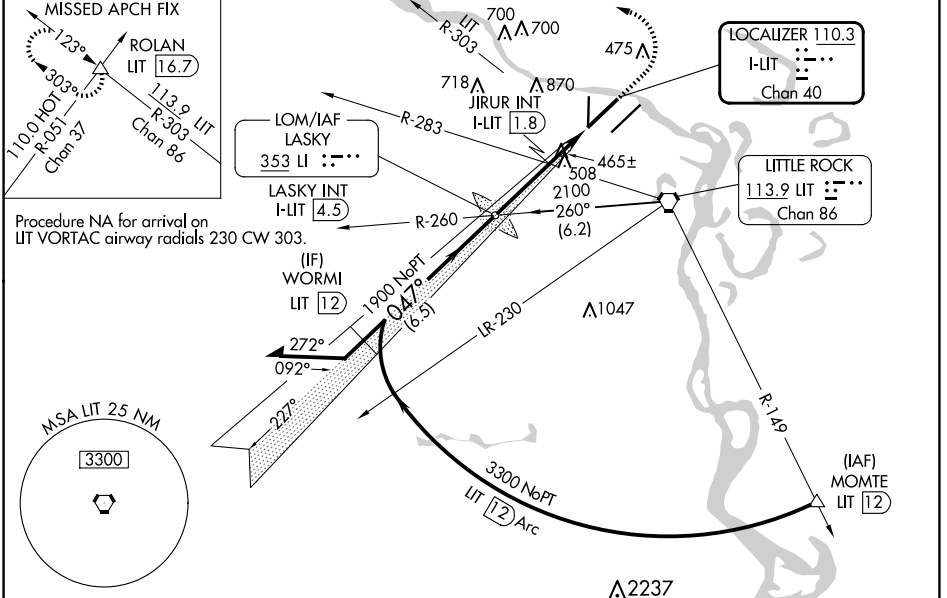 MISSED APCH FIX
123°
ROLAN
LIT 16.7
303°
110.0 HOT
R-051
Chan 37
113.9 LIT
R-303
Chan 86
Procedure NA for arrival on
LIT VORTAC airway radials 230 CW 303.
LIT
R-303
700
700
475
718
870
LOCALIZER 110.3
I-LIT
Chan 40
JIRUR INT
I-LIT 1.8
R-283
LOM/IAF
LASKY
353 LI
LASKY INT
I-LIT 4.5
465±
508
2100
260°
(6.2)
R-260
LITTLE ROCK
113.9 LIT
Chan 86
(IF)
WORMI
LIT 12
1900 NoPT
047°
(6.5)
LR-230
1047
272°
092°
227°
R-149
MSA LIT 25 NM
3300
3300 NoPT
LIT 12 Arc
(IAF)
MOMTE
LIT 12
2237